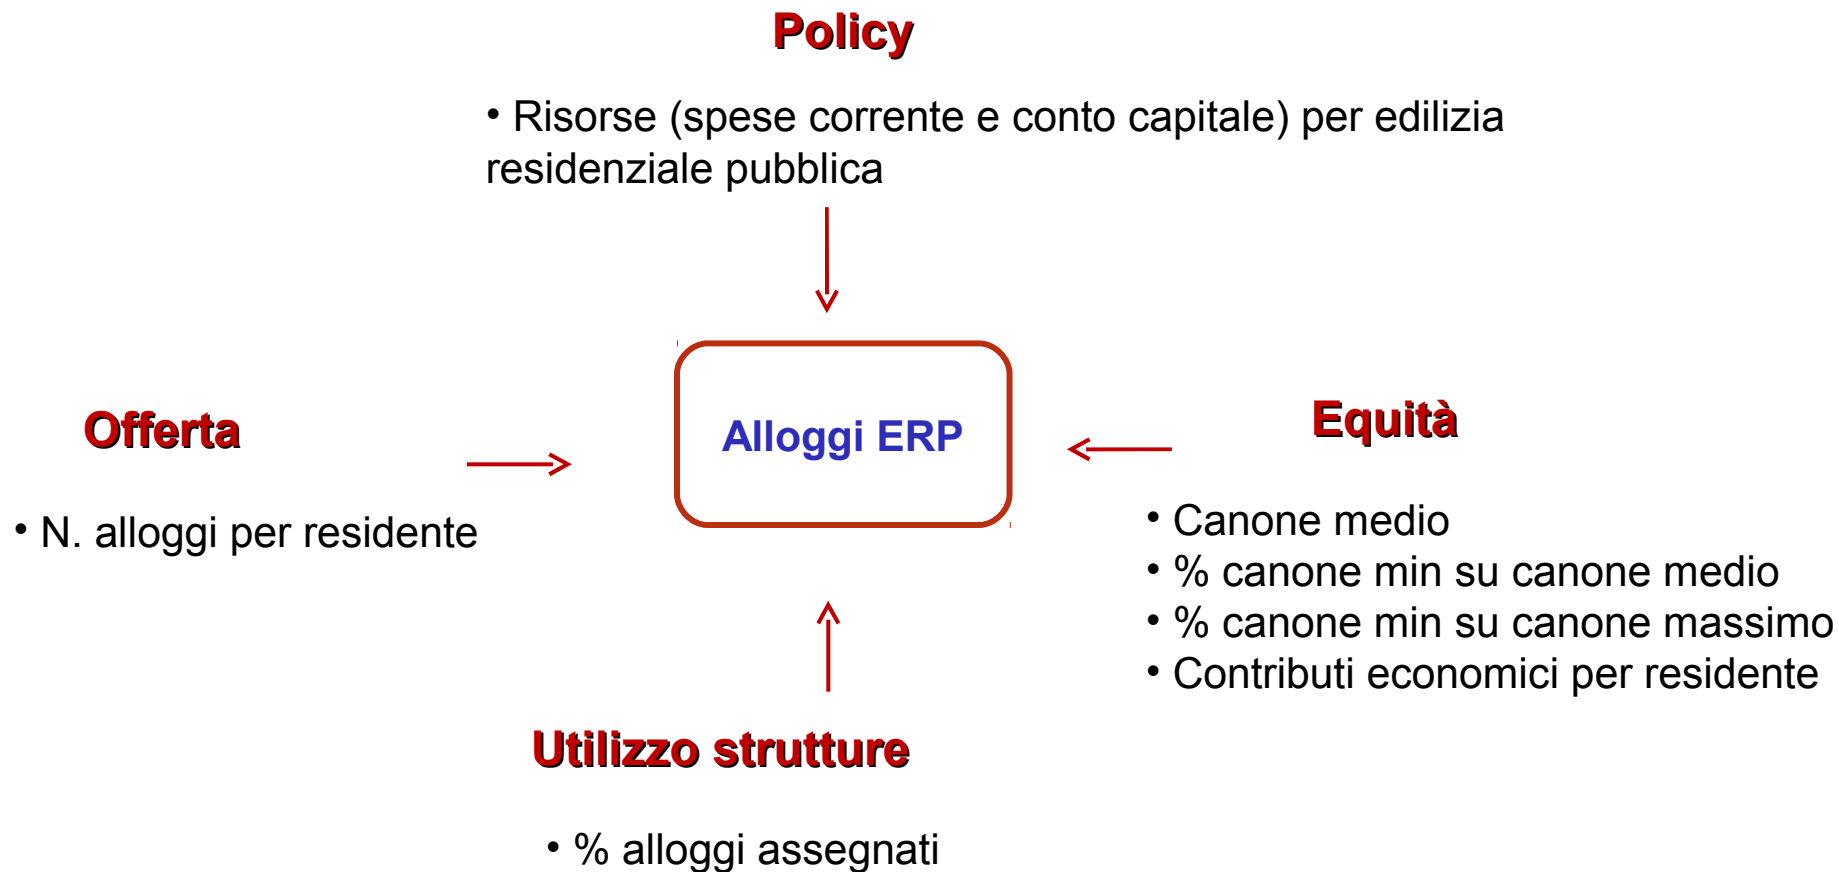 Policy
• Risorse (spese corrente e conto capitale) per edilizia
residenziale pubblica
Offerta
• N. alloggi per residente
Alloggi ERP
Equità
• Canone medio
• % canone min su canone medio
• % canone min su canone massimo
• Contributi economici per residente
Utilizzo strutture
• % alloggi assegnati